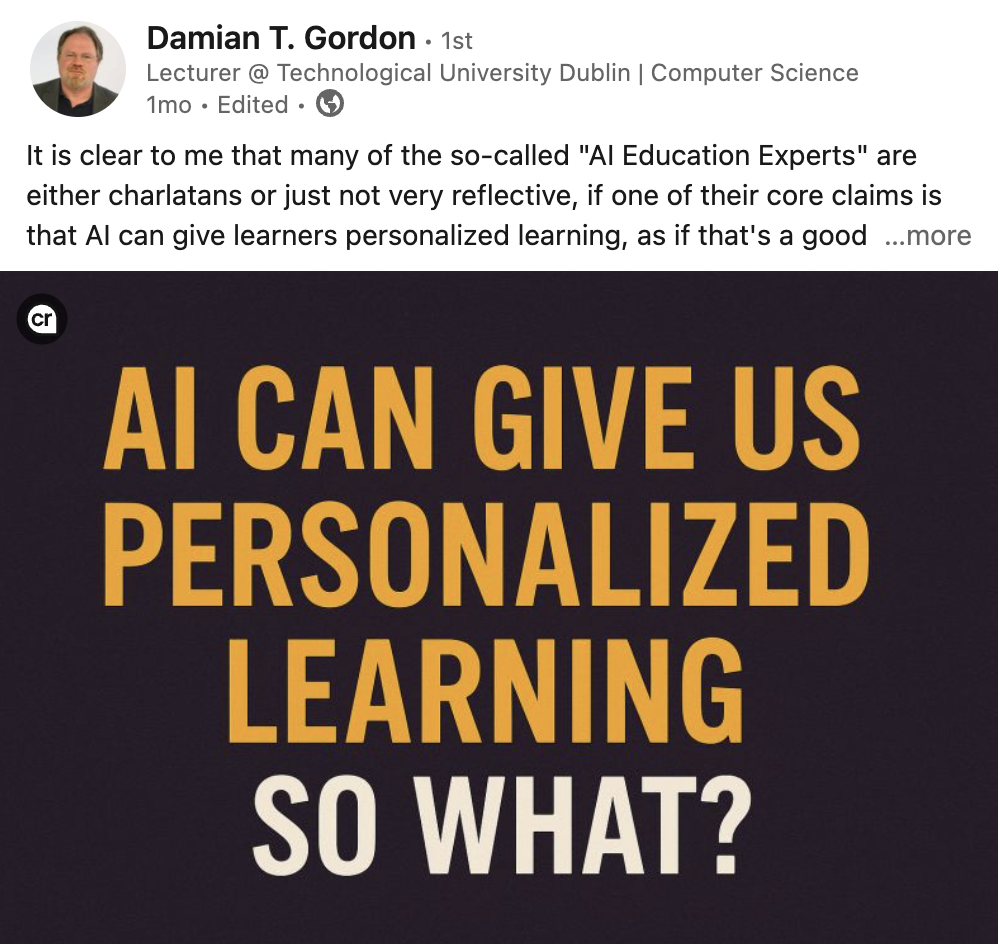 Damian T. Gordon • 1st
Lecturer @ Technological University Dublin | Computer Science
1mo • Edited •
It is clear to me that many of the so-called "AI Education Experts" are
either charlatans or just not very reflective, if one of their core claims is
that AI can give learners personalized learning, as if that's a good ...more
cr
AI CAN GIVE US
PERSONALIZED
LEARNING
SO WHAT?